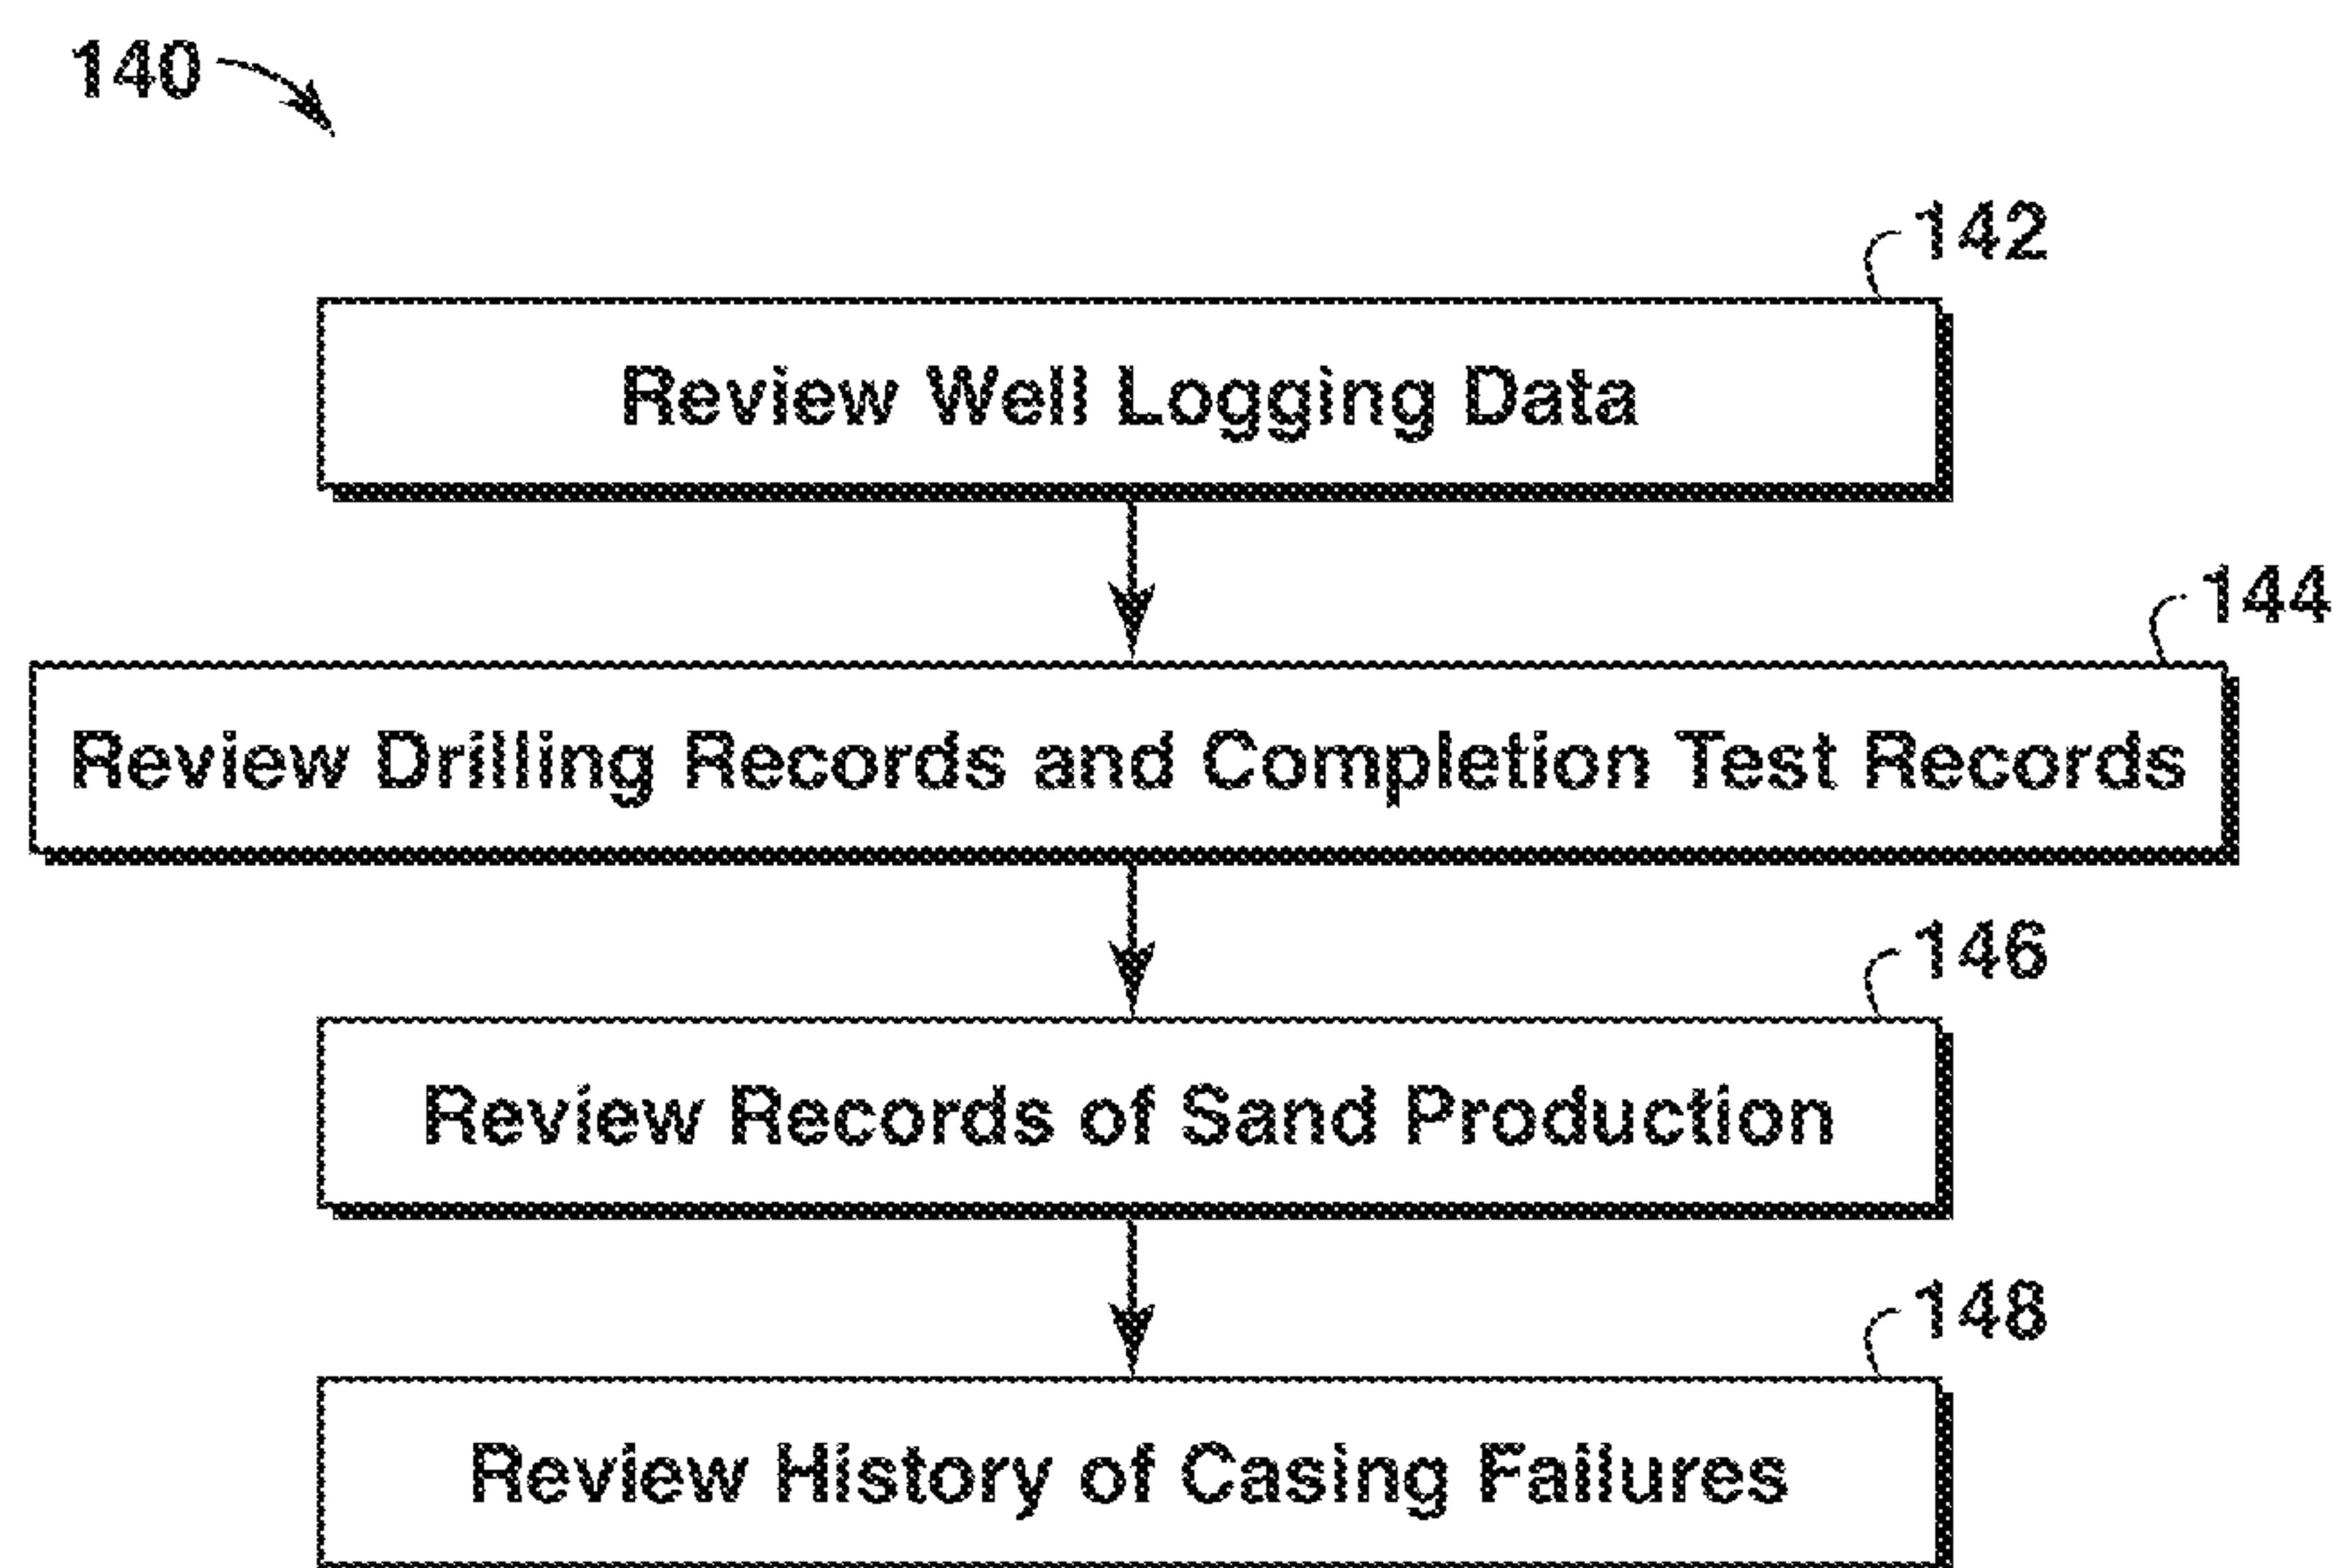 140
142
Review Well Logging Data
144
Review Drilling Records and Completion Test Records
146
Review Records of Sand Production
148
Review History of Casing Failures